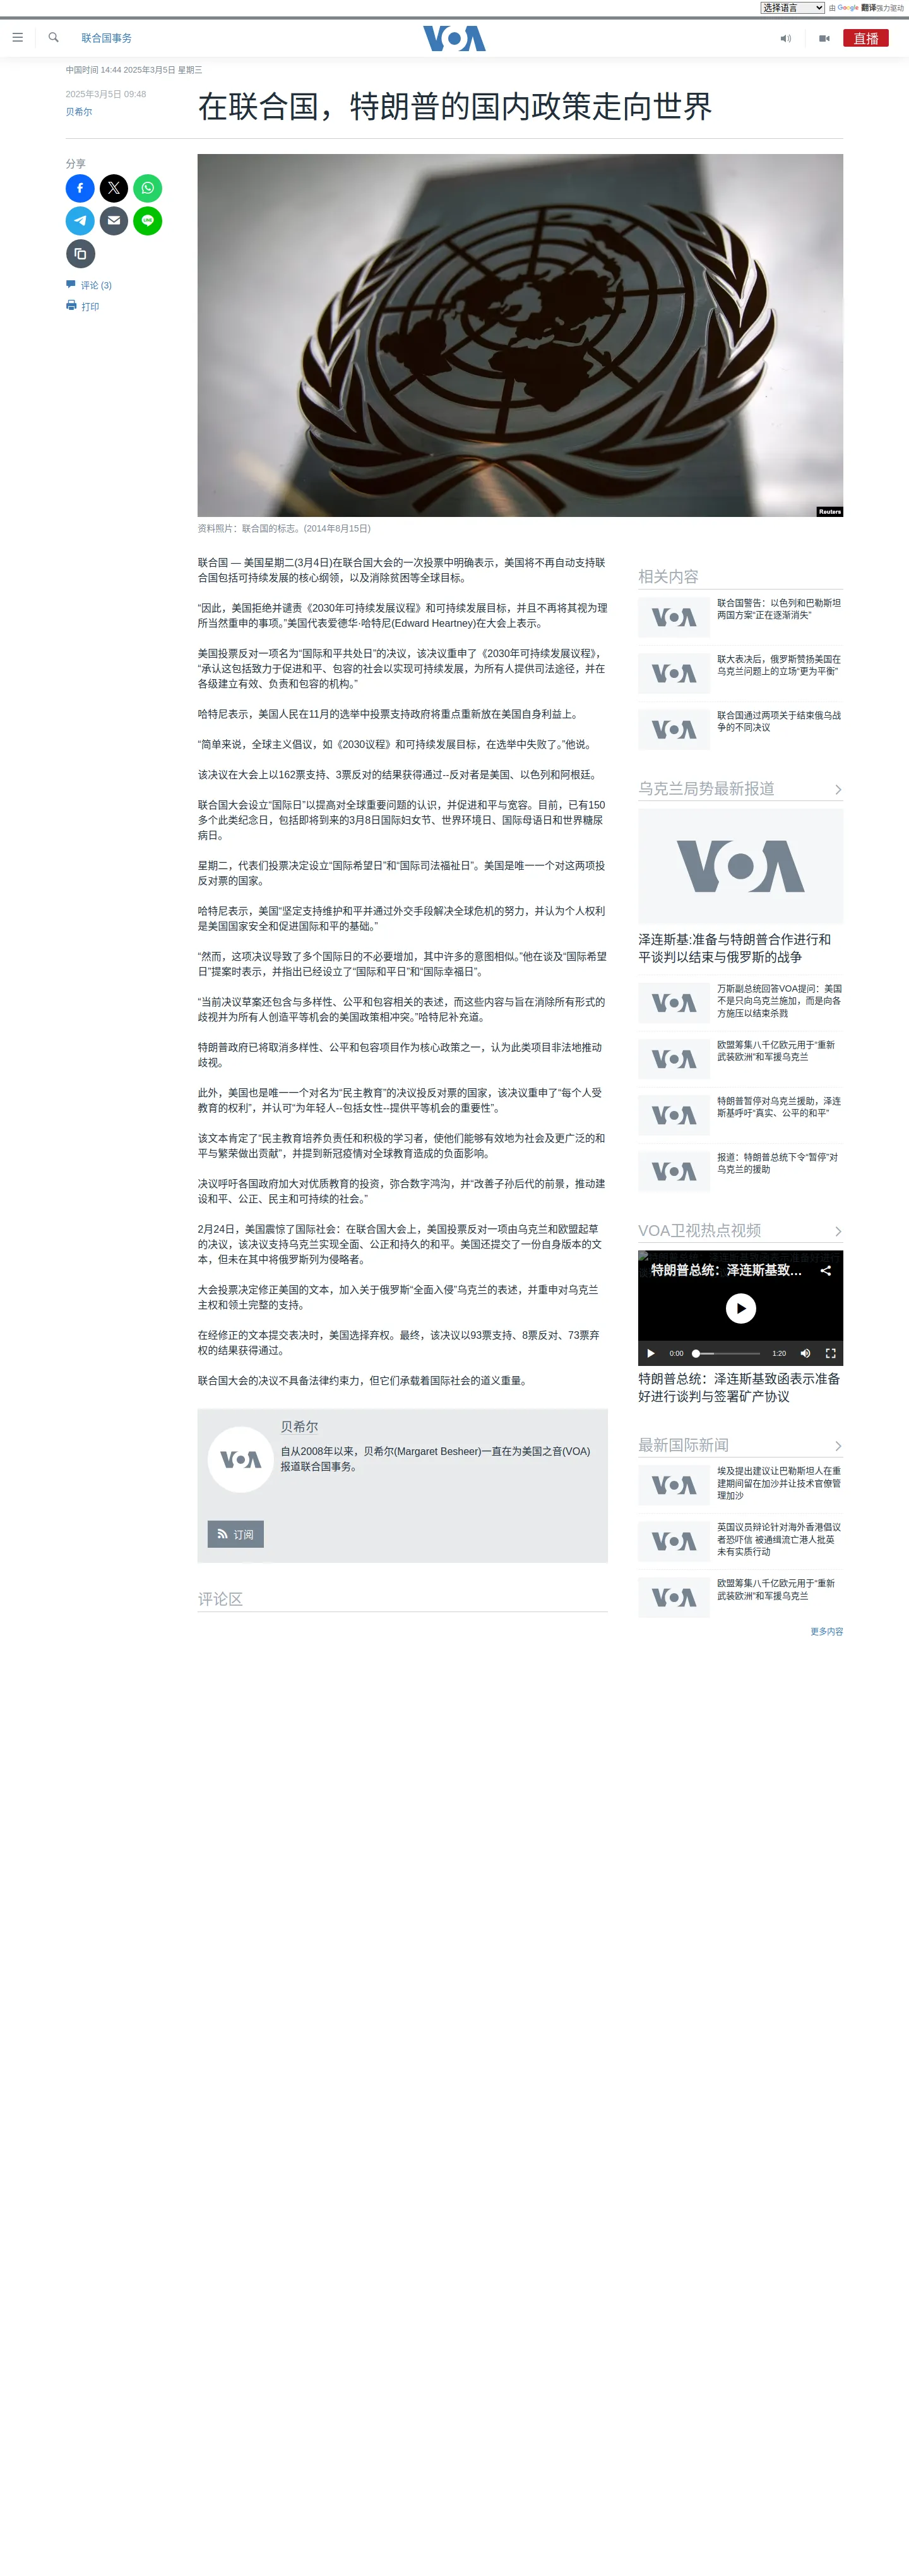 选择语言
由 Google 翻译强力驱动
联合国事务
VOA
直播
中国时间 14:44 2025年3月5日 星期三
2025年3月5日 09:48
贝希尔
在联合国，特朗普的国内政策走向世界
分享
LINE
评论 (3)
打印
Reuters
资料照片：联合国的标志。(2014年8月15日)
联合国 — 美国星期二(3月4日)在联合国大会的一次投票中明确表示，美国将不再自动支持联
合国包括可持续发展的核心纲领，以及消除贫困等全球目标。
“因此，美国拒绝并谴责《2030年可持续发展议程》和可持续发展目标，并且不再将其视为理
所当然重申的事项。”美国代表爱德华·哈特尼(Edward Heartney)在大会上表示。
美国投票反对一项名为“国际和平共处日”的决议，该决议重申了《2030年可持续发展议程》，
“承认这包括致力于促进和平、包容的社会以实现可持续发展，为所有人提供司法途径，并在
各级建立有效、负责和包容的机构。”
哈特尼表示，美国人民在11月的选举中投票支持政府将重点重新放在美国自身利益上。
“简单来说，全球主义倡议，如《2030议程》和可持续发展目标，在选举中失败了。”他说。
该决议在大会上以162票支持、3票反对的结果获得通过--反对者是美国、以色列和阿根廷。
联合国大会设立“国际日”以提高对全球重要问题的认识，并促进和平与宽容。目前，已有150
多个此类纪念日，包括即将到来的3月8日国际妇女节、世界环境日、国际母语日和世界糖尿
病日。
星期二，代表们投票决定设立“国际希望日”和“国际司法福祉日”。美国是唯一一个对这两项投
反对票的国家。
哈特尼表示，美国“坚定支持维护和平并通过外交手段解决全球危机的努力，并认为个人权利
是美国国家安全和促进国际和平的基础。”
“然而，这项决议导致了多个国际日的不必要增加，其中许多的意图相似。”他在谈及“国际希望
日”提案时表示，并指出已经设立了“国际和平日”和“国际幸福日”。
“当前决议草案还包含与多样性、公平和包容相关的表述，而这些内容与旨在消除所有形式的
歧视并为所有人创造平等机会的美国政策相冲突。”哈特尼补充道。
特朗普政府已将取消多样性、公平和包容项目作为核心政策之一，认为此类项目非法地推动
歧视。
此外，美国也是唯一一个对名为“民主教育”的决议投反对票的国家，该决议重申了“每个人受
教育的权利”，并认可“为年轻人--包括女性--提供平等机会的重要性”。
该文本肯定了“民主教育培养负责任和积极的学习者，使他们能够有效地为社会及更广泛的和
平与繁荣做出贡献”，并提到新冠疫情对全球教育造成的负面影响。
决议呼吁各国政府加大对优质教育的投资，弥合数字鸿沟，并“改善子孙后代的前景，推动建
设和平、公正、民主和可持续的社会。”
2月24日，美国震惊了国际社会：在联合国大会上，美国投票反对一项由乌克兰和欧盟起草
的决议，该决议支持乌克兰实现全面、公正和持久的和平。美国还提交了一份自身版本的文
本，但未在其中将俄罗斯列为侵略者。
大会投票决定修正美国的文本，加入关于俄罗斯“全面入侵”乌克兰的表述，并重申对乌克兰
主权和领土完整的支持。
在经修正的文本提交表决时，美国选择弃权。最终，该决议以93票支持、8票反对、73票弃
权的结果获得通过。
联合国大会的决议不具备法律约束力，但它们承载着国际社会的道义重量。
VOA
贝希尔
自从2008年以来，贝希尔(Margaret Besheer)一直在为美国之音(VOA)
报道联合国事务。
订阅
评论区
相关内容
VOA
联合国警告：以色列和巴勒斯坦
两国方案“正在逐渐消失”
VOA
联大表决后，俄罗斯赞扬美国在
乌克兰问题上的立场“更为平衡”
VOA
联合国通过两项关于结束俄乌战
争的不同决议
乌克兰局势最新报道
VOA
泽连斯基:准备与特朗普合作进行和
平谈判以结束与俄罗斯的战争
VOA
万斯副总统回答VOA提问：美国
不是只向乌克兰施加，而是向各
方施压以结束杀戮
VOA
欧盟筹集八千亿欧元用于“重新
武装欧洲”和军援乌克兰
VOA
特朗普暂停对乌克兰援助，泽连
斯基呼吁“真实、公平的和平”
VOA
报道：特朗普总统下令“暂停”对
乌克兰的援助
VOA卫视热点视频
特朗普总统：泽连斯基致...
0:00
1:20
特朗普总统：泽连斯基致函表示准备
好进行谈判与签署矿产协议
最新国际新闻
VOA
埃及提出建议让巴勒斯坦人在重
建期间留在加沙并让技术官僚管
理加沙
VOA
英国议员辩论针对海外香港倡议
者恐吓信 被通缉流亡港人批英
未有实质行动
VOA
欧盟筹集八千亿欧元用于“重新
武装欧洲”和军援乌克兰
更多内容